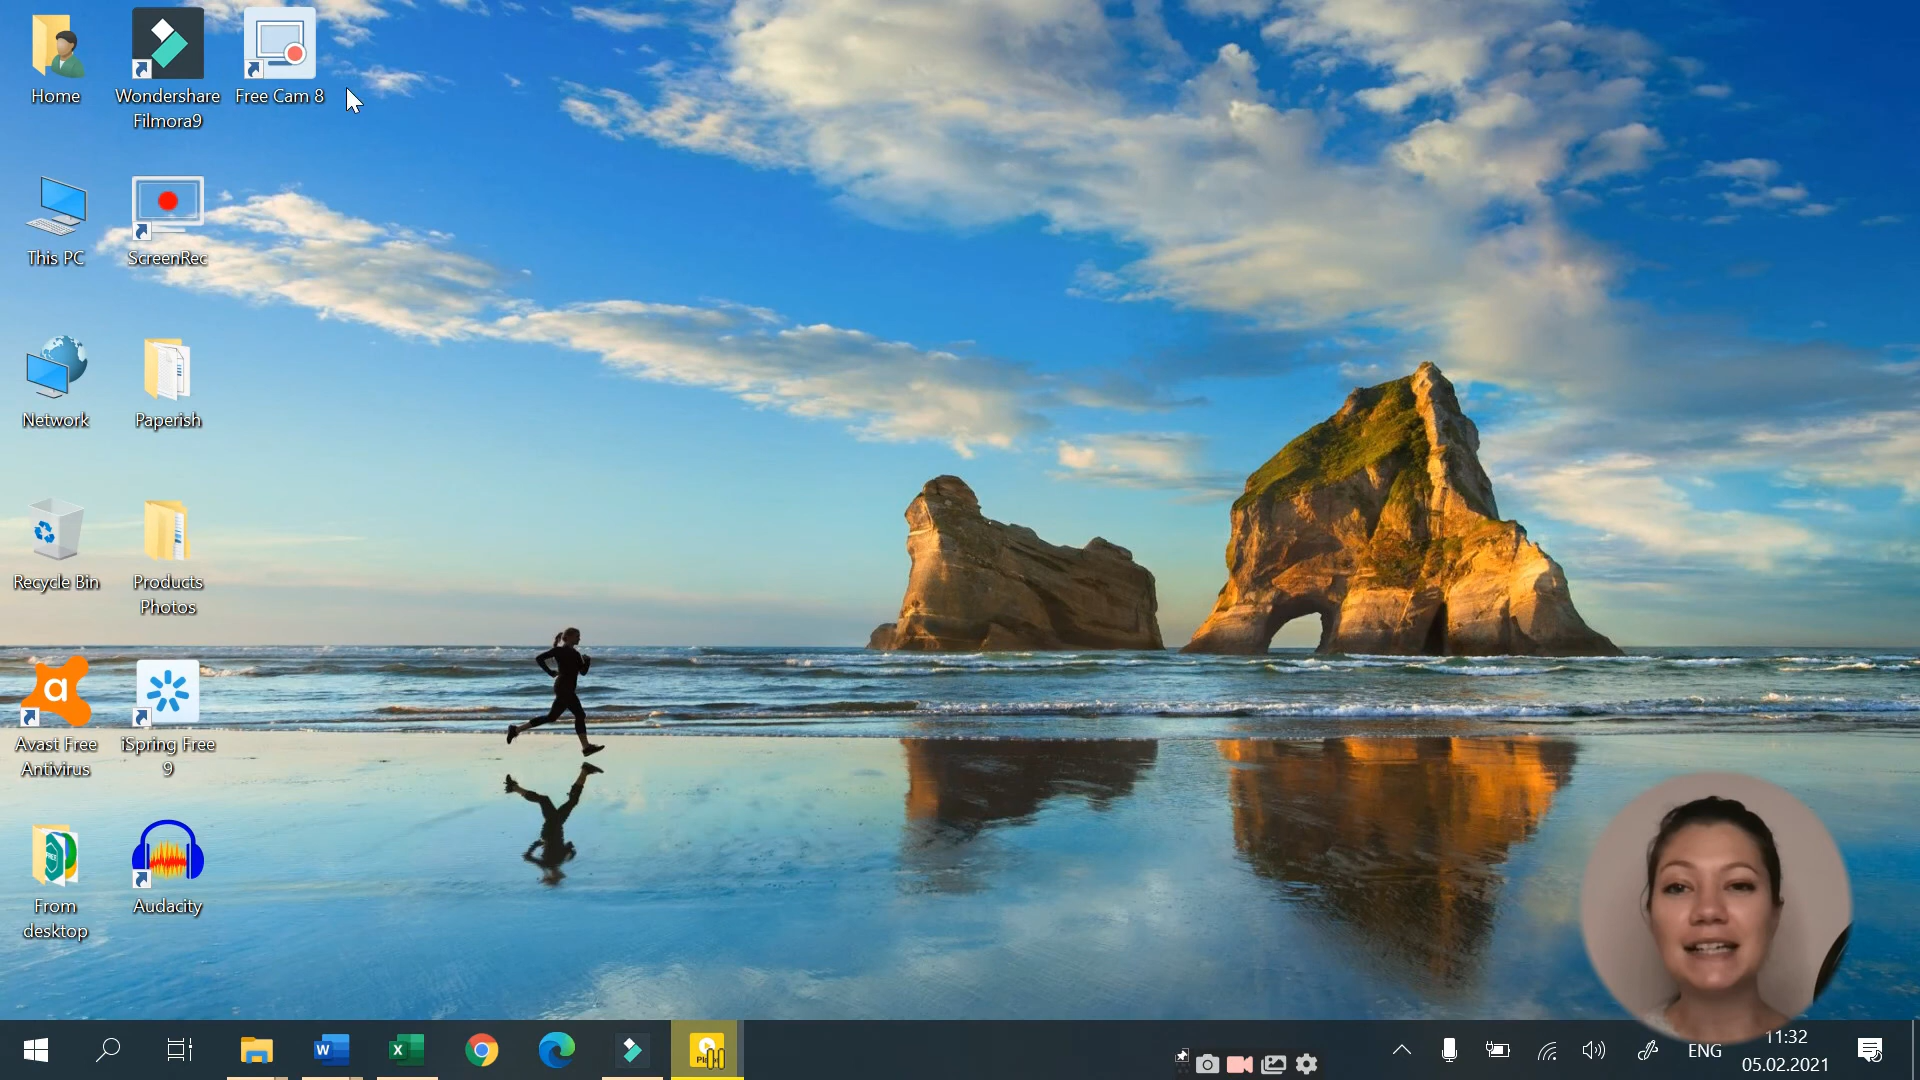 Home
Wondershare
Filmora9
Free Cam 8
This PC
ScreenRec
Network
Paperish
Recycle Bin
Products
Photos
a
Avast Free
Antivirus
iSpring Free
9
From
desktop
Audacity
W
X
ENG
11:32
05.02.2021